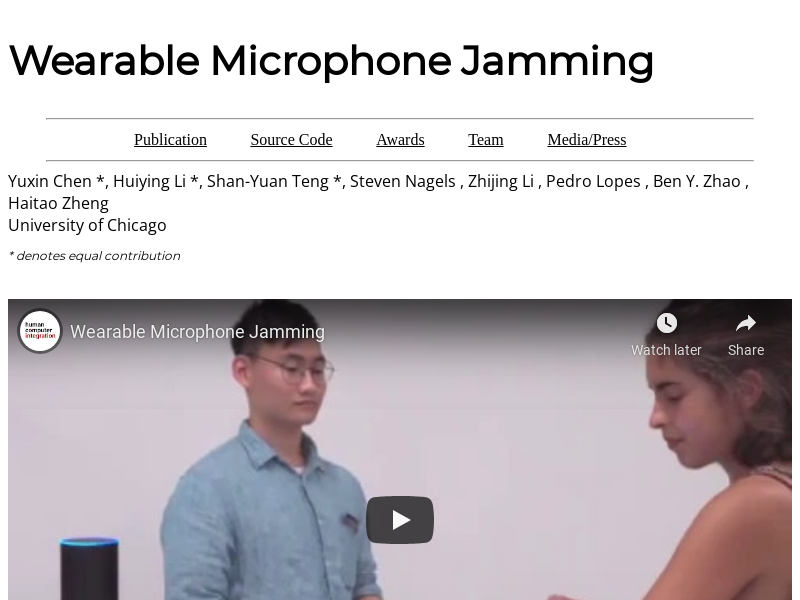 Wearable Microphone Jamming
Publication Source Code Awards Team Media/Press
Yuxin Chen *, Huiying Li *, Shan-Yuan Teng *, Steven Nagels , Zhijing Li , Pedro Lopes , Ben Y. Zhao ,
Haitao Zheng
University of Chicago
* denotes equal contribution
human
computer
integration
Wearable Microphone Jamming
Watch later
Share